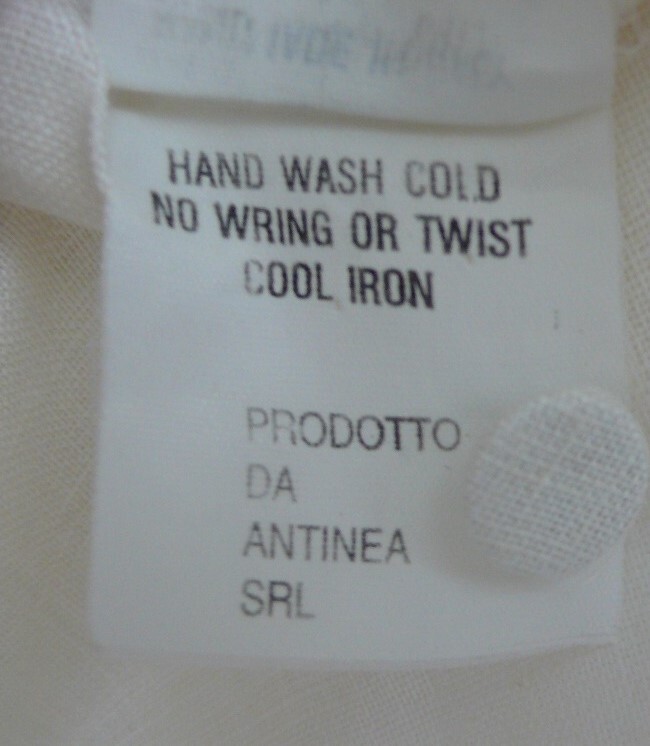 HAND WASH COLD
NO WRING OR TWIST
COOL IRON
PRODOTTO
DA
ANTINEA
SRL